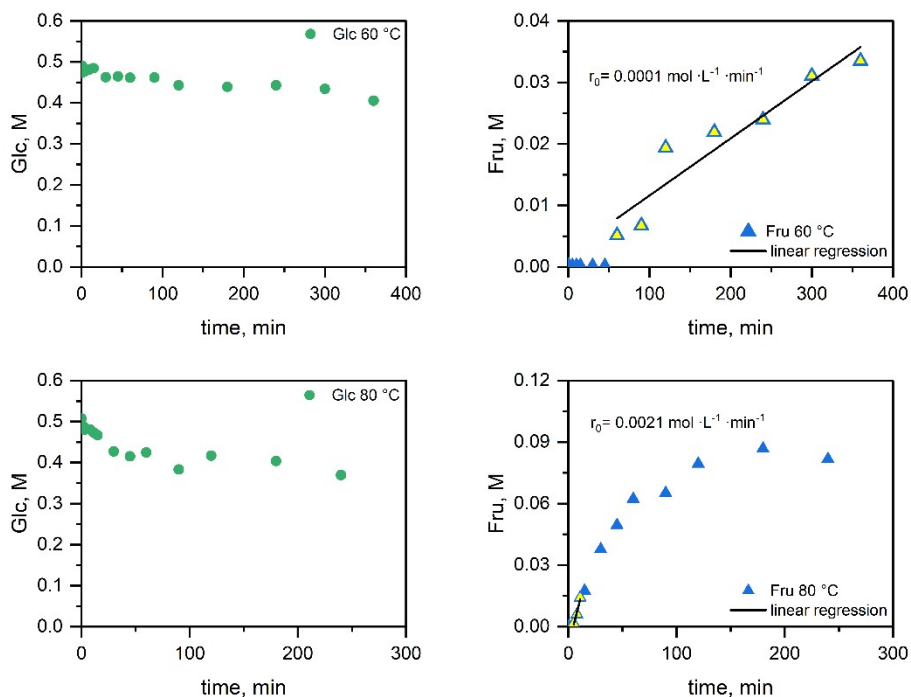 0.6
0.5
0.4
0.3
0.2
0.1
0.0
Glc, M
Glc 60 °C
0 100 200 300 400
time, min
0.04
0.03
0.02
0.01
0.00
Fru, M
r0= 0.0001 mol ·L-1 ·min-1
Fru 60 °C
linear regression
0 100 200 300 400
time, min
0.6
0.5
0.4
0.3
0.2
0.1
0.0
Glc, M
Glc 80 °C
0 100 200 300
time, min
0.12
0.09
0.06
0.03
0.00
Fru, M
r0= 0.0021 mol ·L-1 ·min-1
Fru 80 °C
linear regression
0 50 100 150 200 250 300
time, min